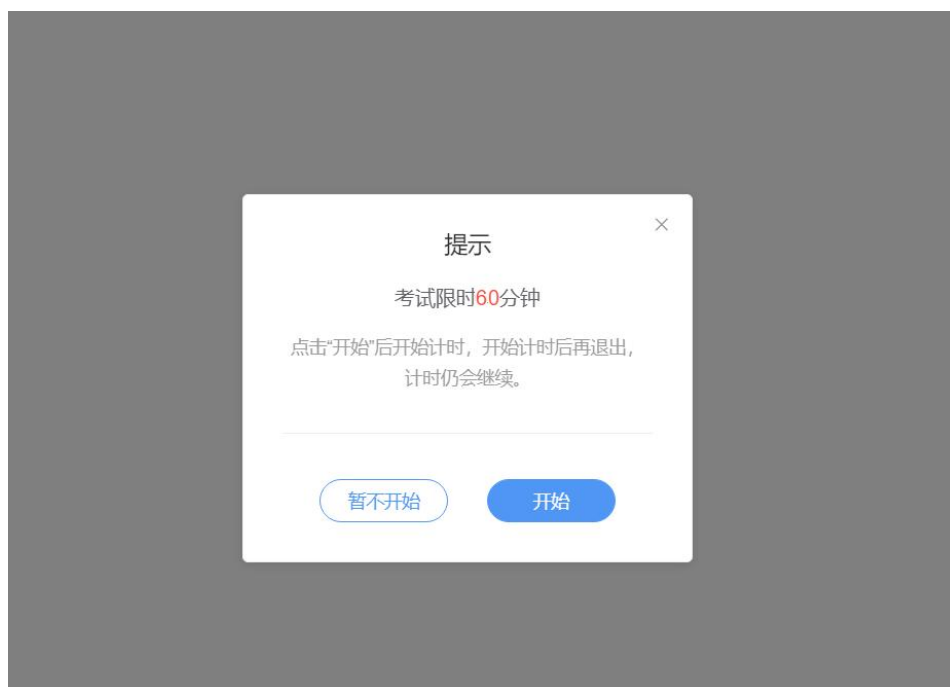 提示
考试限时60分钟
点击“开始”后开始计时，开始计时后再退出，
计时仍会继续。
暂不开始
开始